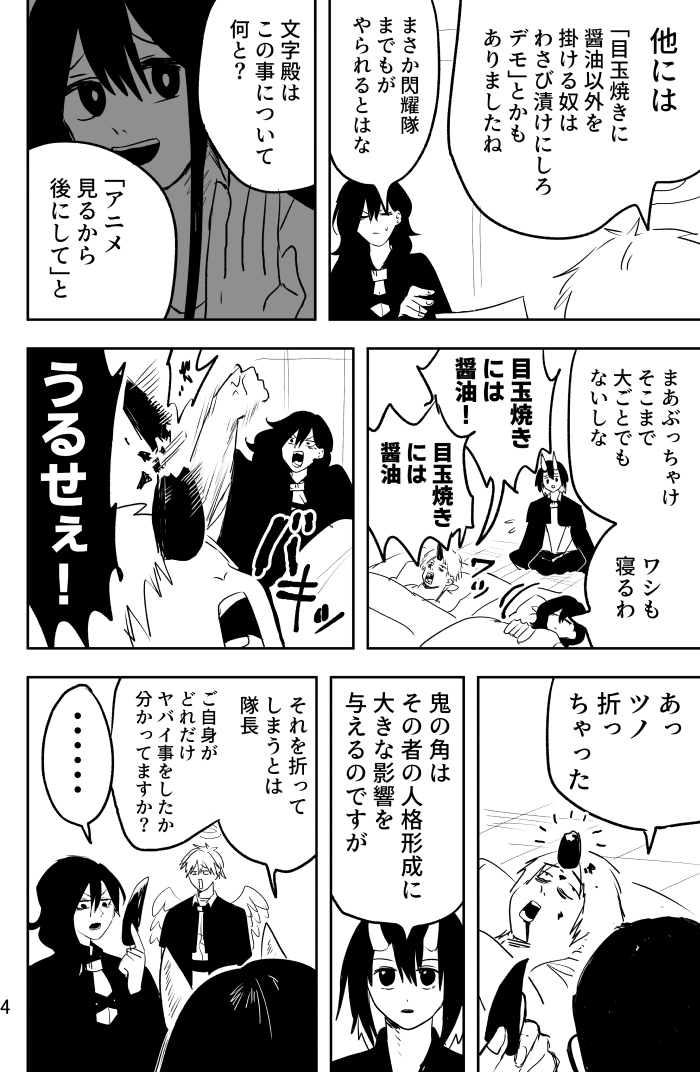 他には
「目玉焼きに
醤油以外を
掛ける奴は
わさび漬けにしろ
デモ」とかも
ありましたね
まさか閃耀隊
までもが
やられるとはな
文字殿は
この事について
何と？
「アニメ
見るから
後にして」と
まあぶっちゃけ
そこまで
大ごとでも
ないしな
ワシも
寝るわ
目玉焼き
には
醤油！
目玉焼き
には
醤油
ワッ
バキッ
うるせぇ！
あっ
ツノ
折っ
ちゃった
鬼の角は
その者の人格形成に
大きな影響を
与えるのですが
それを折って
しまうとは
隊長
ご自身が
どれだけ
ヤバイ事をしたか
分かってますか？
・・・・・・
4